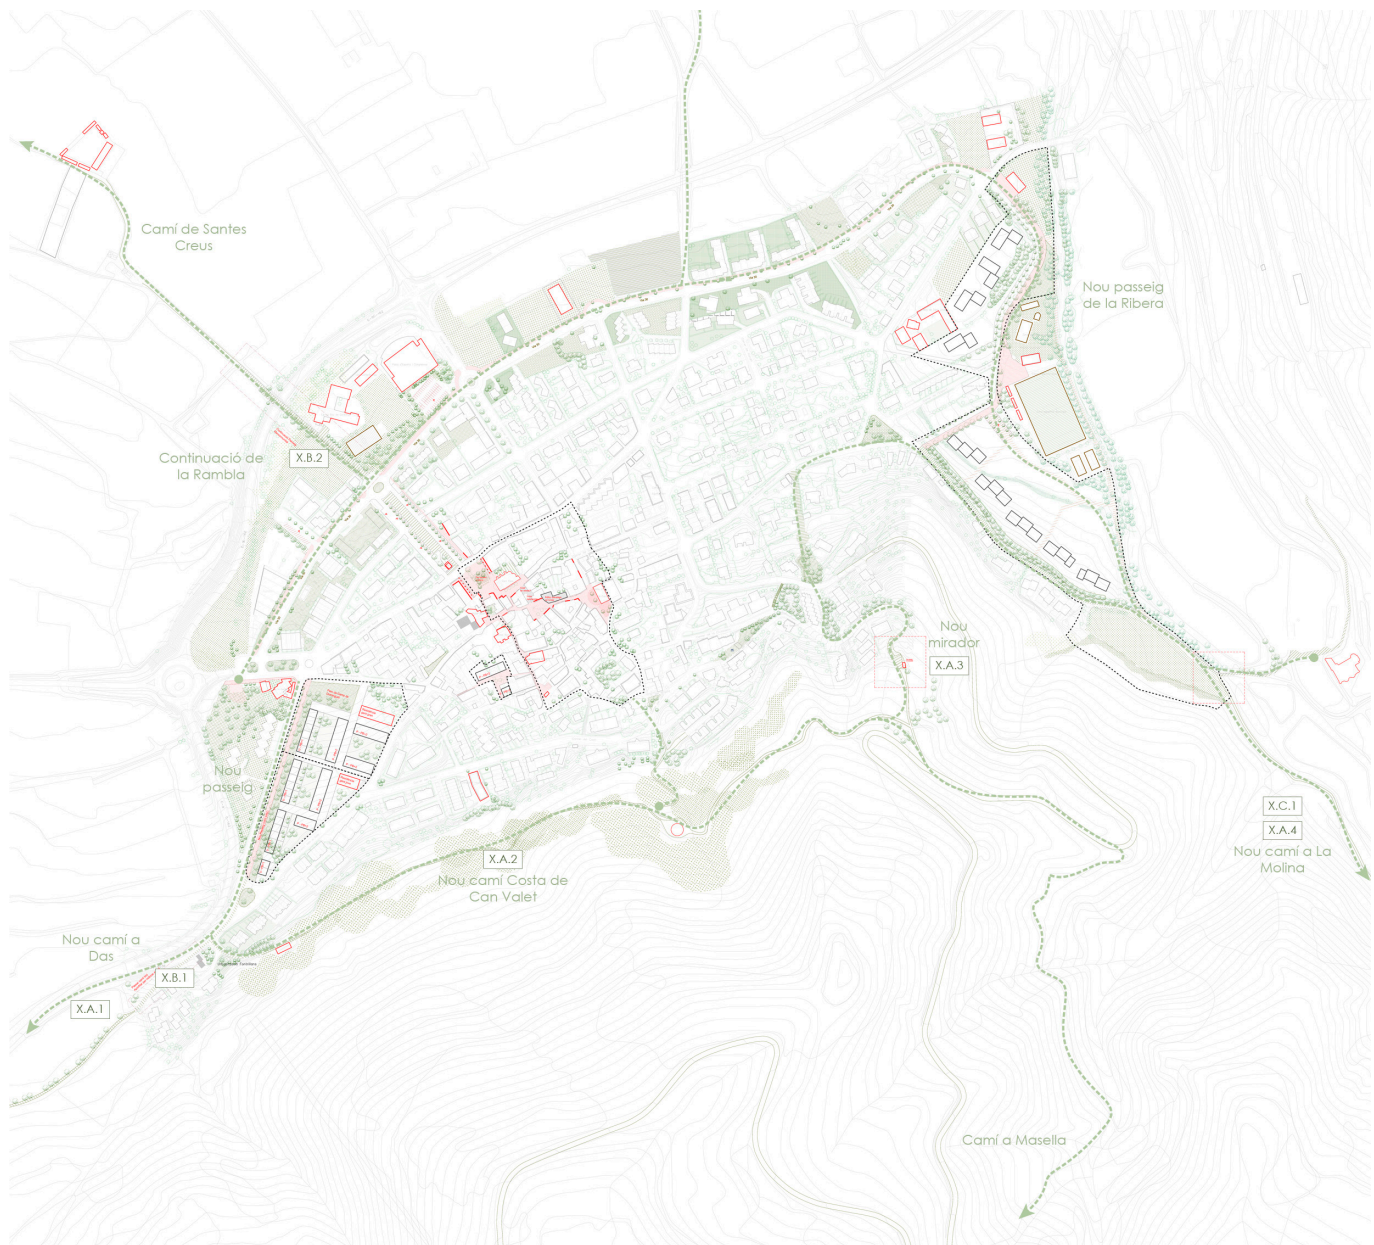 Camí de Santes
Creus
Nou passeig
de la Ribera
Continuació de
la Rambla
X.B.2
Nou
mirador
X.A.3
Nou
passeig
X.C.1
X.A.4
Nou camí a La
Molina
X.A.2
Nou camí Costa de
Can Valet
Nou camí a
Das
X.B.1
X.A.1
Camí a Masella